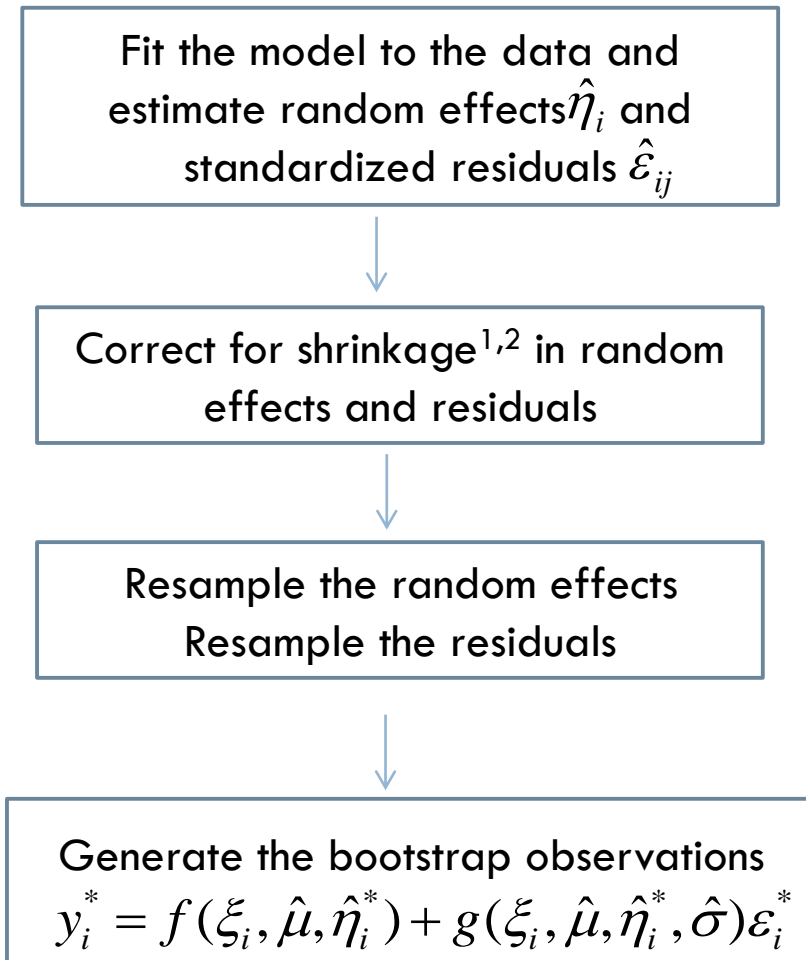 Fit the model to the data and
estimate random effects η̂ᵢ and
standardized residuals ε̂ᵢⱼ
Correct for shrinkage¹,² in random
effects and residuals
Resample the random effects
Resample the residuals
Generate the bootstrap observations
yᵢ* = f(ξᵢ, μ̂, η̂ᵢ*) + g(ξᵢ, μ̂, η̂ᵢ*, σ̂)εᵢ*